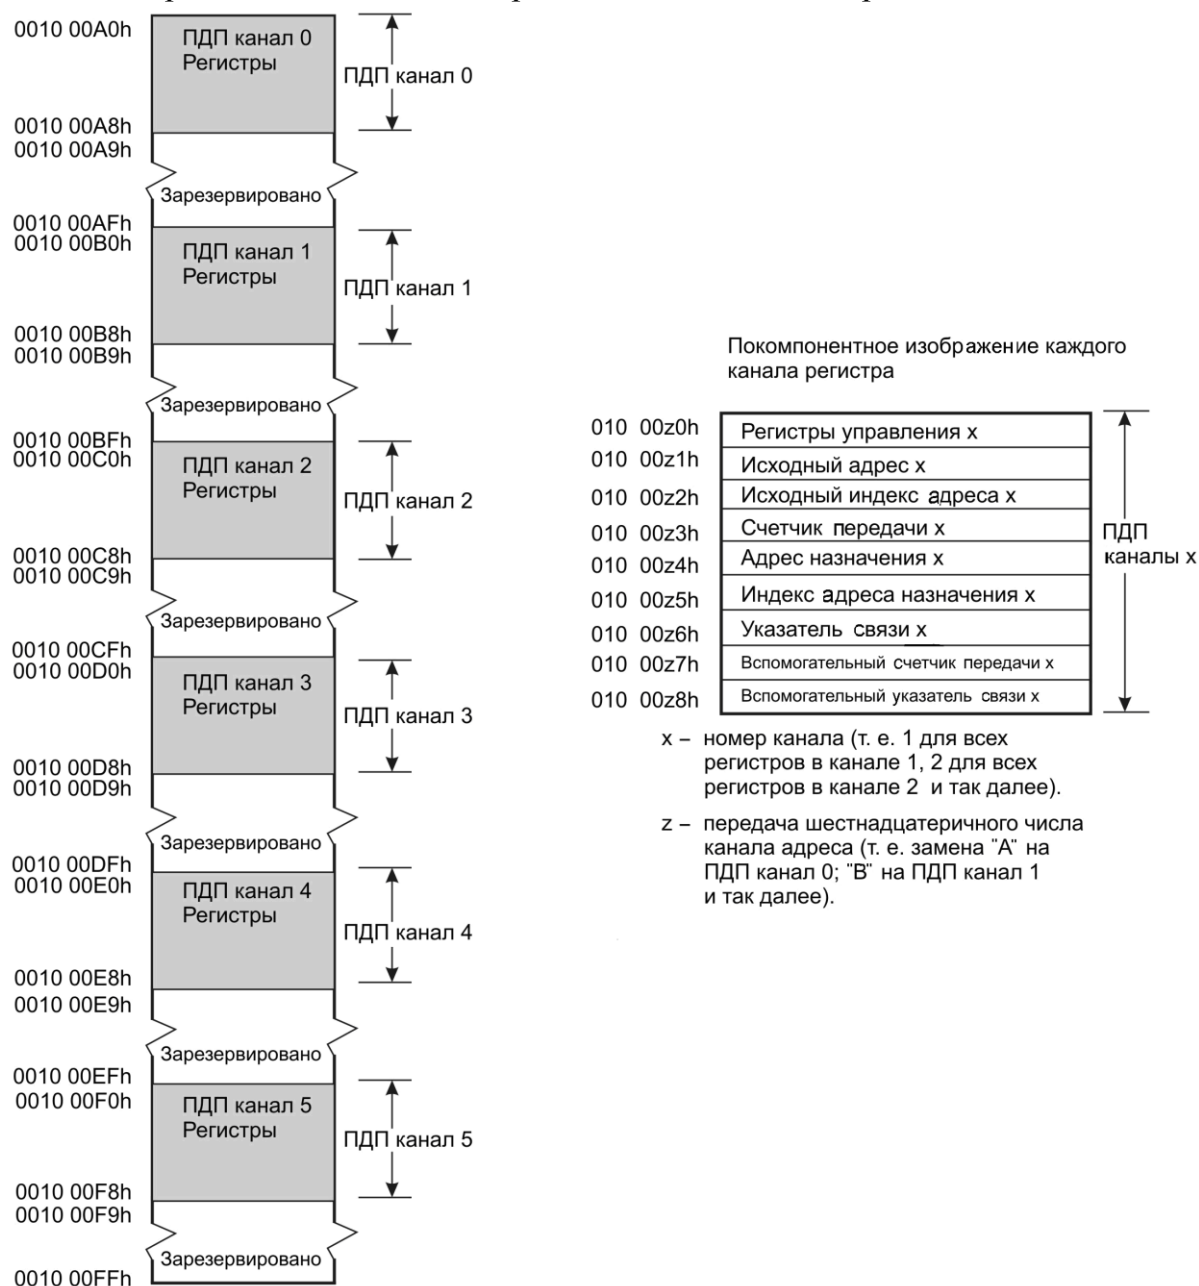 0010 00A0h
ПДП канал 0
Регистры
ПДП канал 0
0010 00A8h
0010 00A9h
Зарезервировано
0010 00AFh
0010 00B0h
ПДП канал 1
Регистры
ПДП канал 1
0010 00B8h
0010 00B9h
Зарезервировано
0010 00BFh
0010 00C0h
ПДП канал 2
Регистры
ПДП канал 2
0010 00C8h
0010 00C9h
Зарезервировано
0010 00CFh
0010 00D0h
ПДП канал 3
Регистры
ПДП канал 3
0010 00D8h
0010 00D9h
Зарезервировано
0010 00DFh
0010 00E0h
ПДП канал 4
Регистры
ПДП канал 4
0010 00E8h
0010 00E9h
Зарезервировано
0010 00EFh
0010 00F0h
ПДП канал 5
Регистры
ПДП канал 5
0010 00F8h
0010 00F9h
Зарезервировано
0010 00FFh
Покомпонентное изображение каждого
канала регистра
010 00z0h Регистры управления x
010 00z1h Исходный адрес x
010 00z2h Исходный индекс адреса x
010 00z3h Счетчик передачи x
010 00z4h Адрес назначения x
010 00z5h Индекс адреса назначения x
010 00z6h Указатель связи x
010 00z7h Вспомогательный счетчик передачи x
010 00z8h Вспомогательный указатель связи x
ПДП
каналы x
x – номер канала (т. е. 1 для всех
регистров в канале 1, 2 для всех
регистров в канале 2 и так далее).
z – передача шестнадцатеричного числа
канала адреса (т. е. замена "A" на
ПДП канал 0; "B" на ПДП канал 1
и так далее).